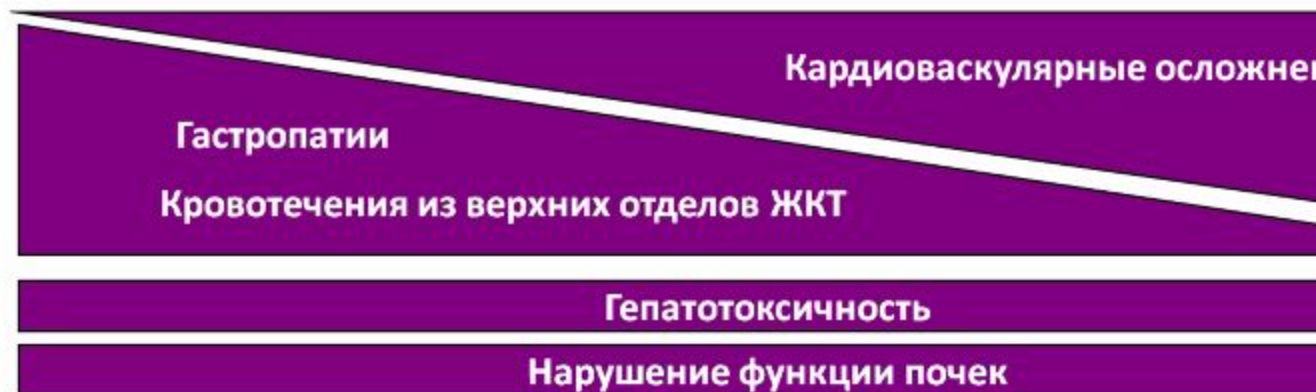 Кардиоваскулярные
Гастропатии
Кровотечения из верхних отделов ЖКТ
Гепатотоксичность
Нарушение функции почек